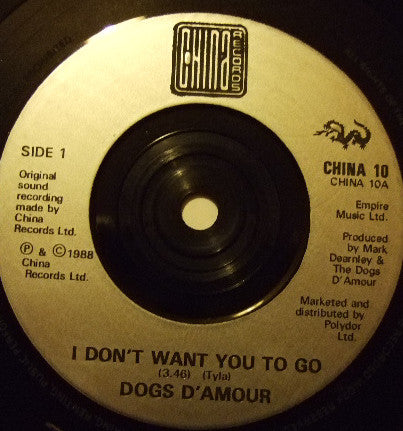 CHINA
RECORDS
SIDE 1
Original
sound
recording
made by
China
Records Ltd.
℗ & ©1988
China
Records Ltd.
CHINA 10
CHINA 10A
Empire
Music Ltd.
Produced
by Mark
Dearnley &
The Dogs
D'Amour
Marketed and
distributed by
Polydor
Ltd.
I DON'T WANT YOU TO GO
(3.46) (Tyla)
DOGS D'AMOUR